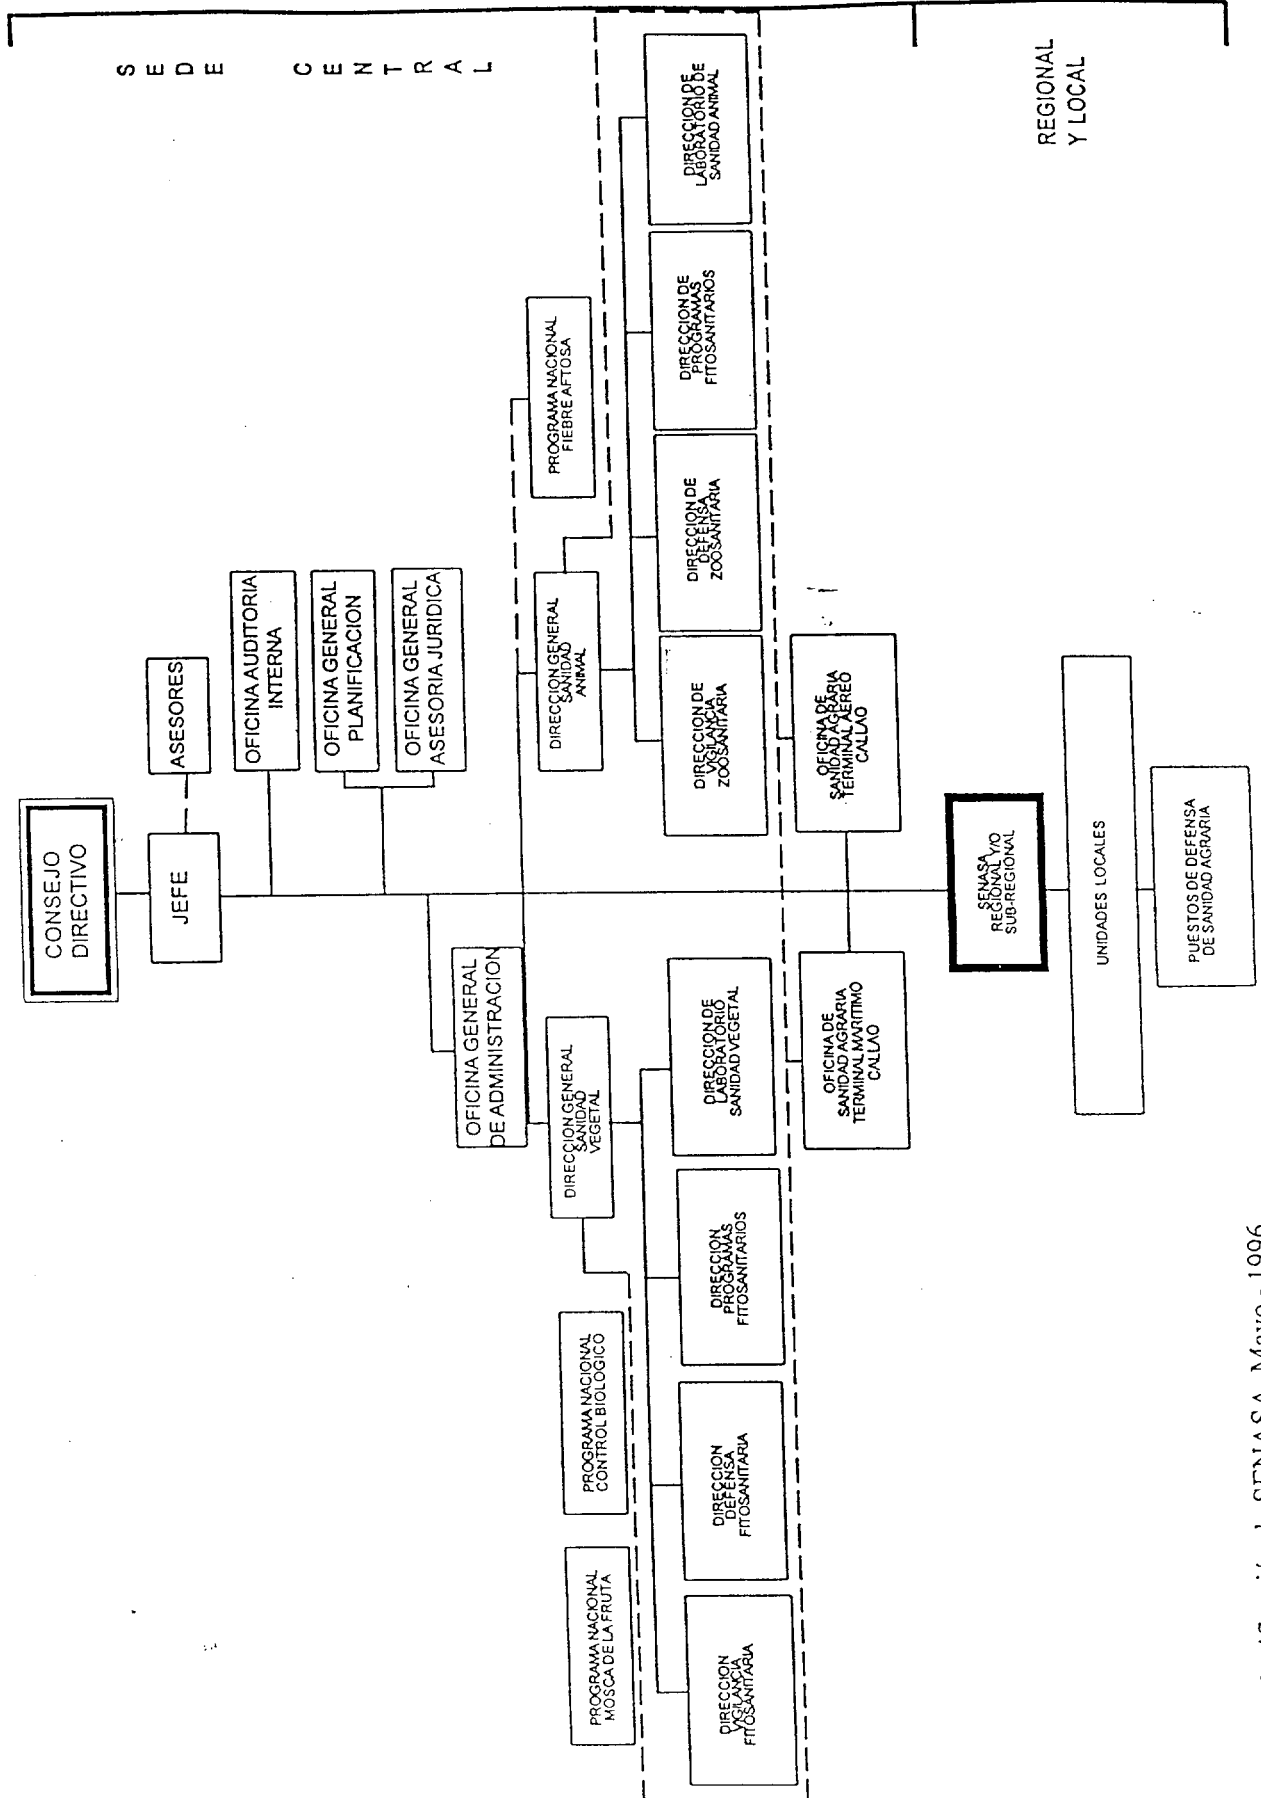 CONSEJO
DIRECTIVO
JEFE
ASESORES
OFICINA AUDITORIA
INTERNA
OFICINA GENERAL
PLANIFICACION
OFICINA GENERAL
ASESORIA JURIDICA
OFICINA GENERAL
DE ADMINISTRACION
DIRECCION GENERAL
SANIDAD
VEGETAL
DIRECCION GENERAL
SANIDAD
ANIMAL
PROGRAMA NACIONAL
FIEBRE AFTOSA
PROGRAMA NACIONAL
MOSCA DE LA FRUTA
PROGRAMA NACIONAL
CONTROL BIOLOGICO
DIRECCION
VIGILANCIA
FITOSANITARIA
DIRECCION
DEFENSA
FITOSANITARIA
DIRECCION
PROGRAMAS
FITOSANITARIOS
DIRECCION DE
LABORATORIO
SANIDAD VEGETAL
DIRECCION DE
VIGILANCIA
ZOOSANITARIA
DIRECCION DE
DEFENSA
ZOOSANITARIA
DIRECCION DE
PROGRAMAS
FITOSANITARIOS
DIRECCION DE
LABORATORIO DE
SANIDAD ANIMAL
OFICINA DE
SANIDAD AGRARIA
TERMINAL MARITIMO
CALLAO
OFICINA DE
SANIDAD AGRARIA
TERMINAL AEREO
CALLAO
SENASA
REGIONAL Y/O
SUB-REGIONAL
UNIDADES LOCALES
PUESTOS DE DEFENSA
DE SANIDAD AGRARIA
SEDE
CENTRAL
REGIONAL
Y LOCAL
SENASA, Mayo - 1996